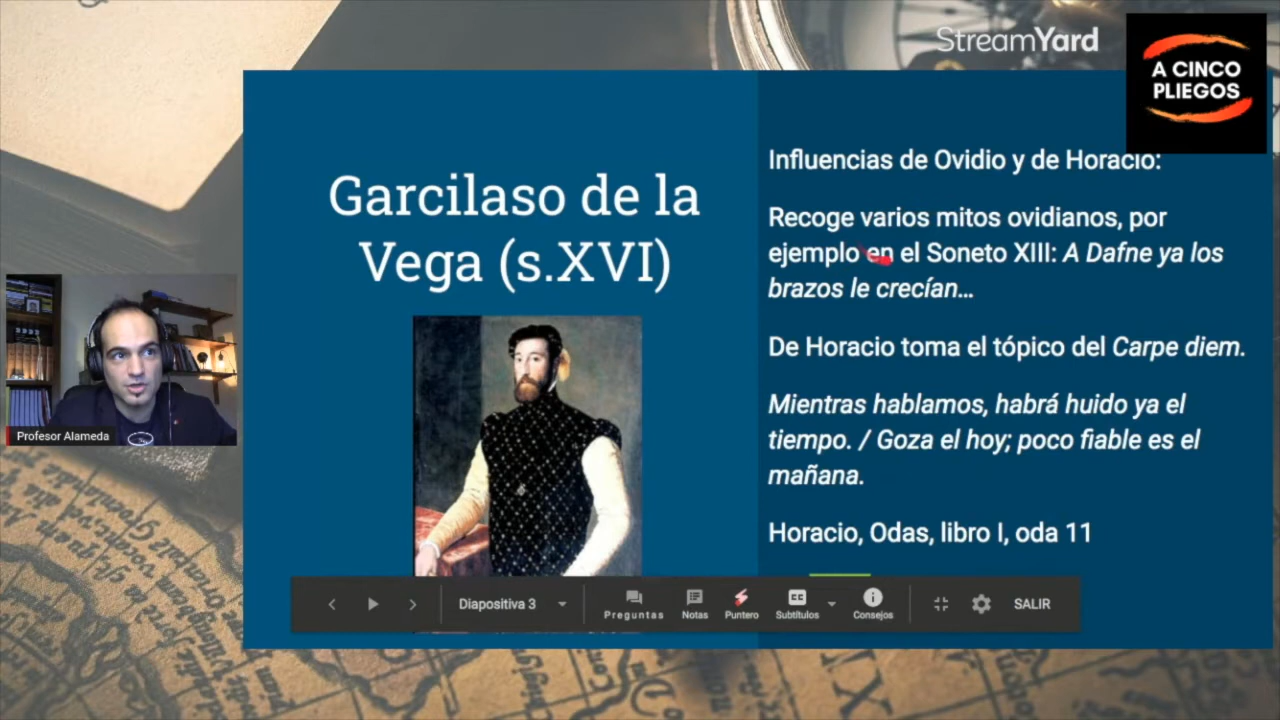 StreamYard
A CINCO
PLIEGOS
Garcilaso de la
Vega (s.XVI)
Influencias de Ovidio y de Horacio:
Recoge varios mitos ovidianos, por
ejemplo en el Soneto XIII: A Dafne ya los
brazos le crecían...
De Horacio toma el tópico del Carpe diem.
Mientras hablamos, habrá huido ya el
tiempo. / Goza el hoy; poco fiable es el
mañana.
Horacio, Odas, libro I, oda 11
Profesor Alameda
Diapositiva 3
Preguntas
Notas
Puntero
CC
Subtítulos
Consejos
SALIR